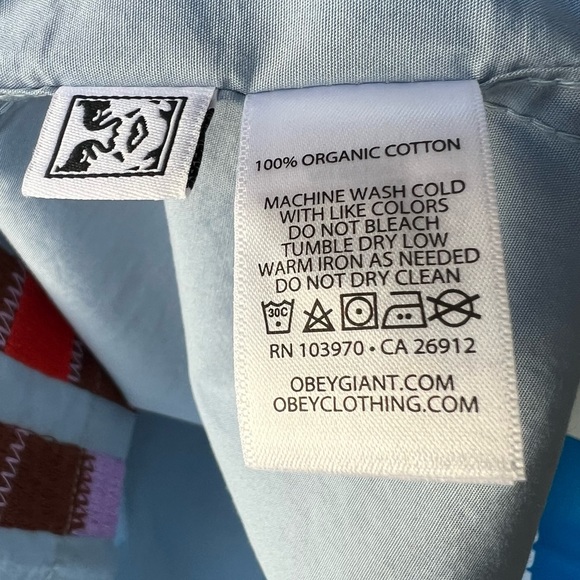 100% ORGANIC COTTON
MACHINE WASH COLD
WITH LIKE COLORS
DO NOT BLEACH
TUMBLE DRY LOW
WARM IRON AS NEEDED
DO NOT DRY CLEAN
30C
RN 103970 • CA 26912
OBEYGIANT.COM
OBEYCLOTHING.COM